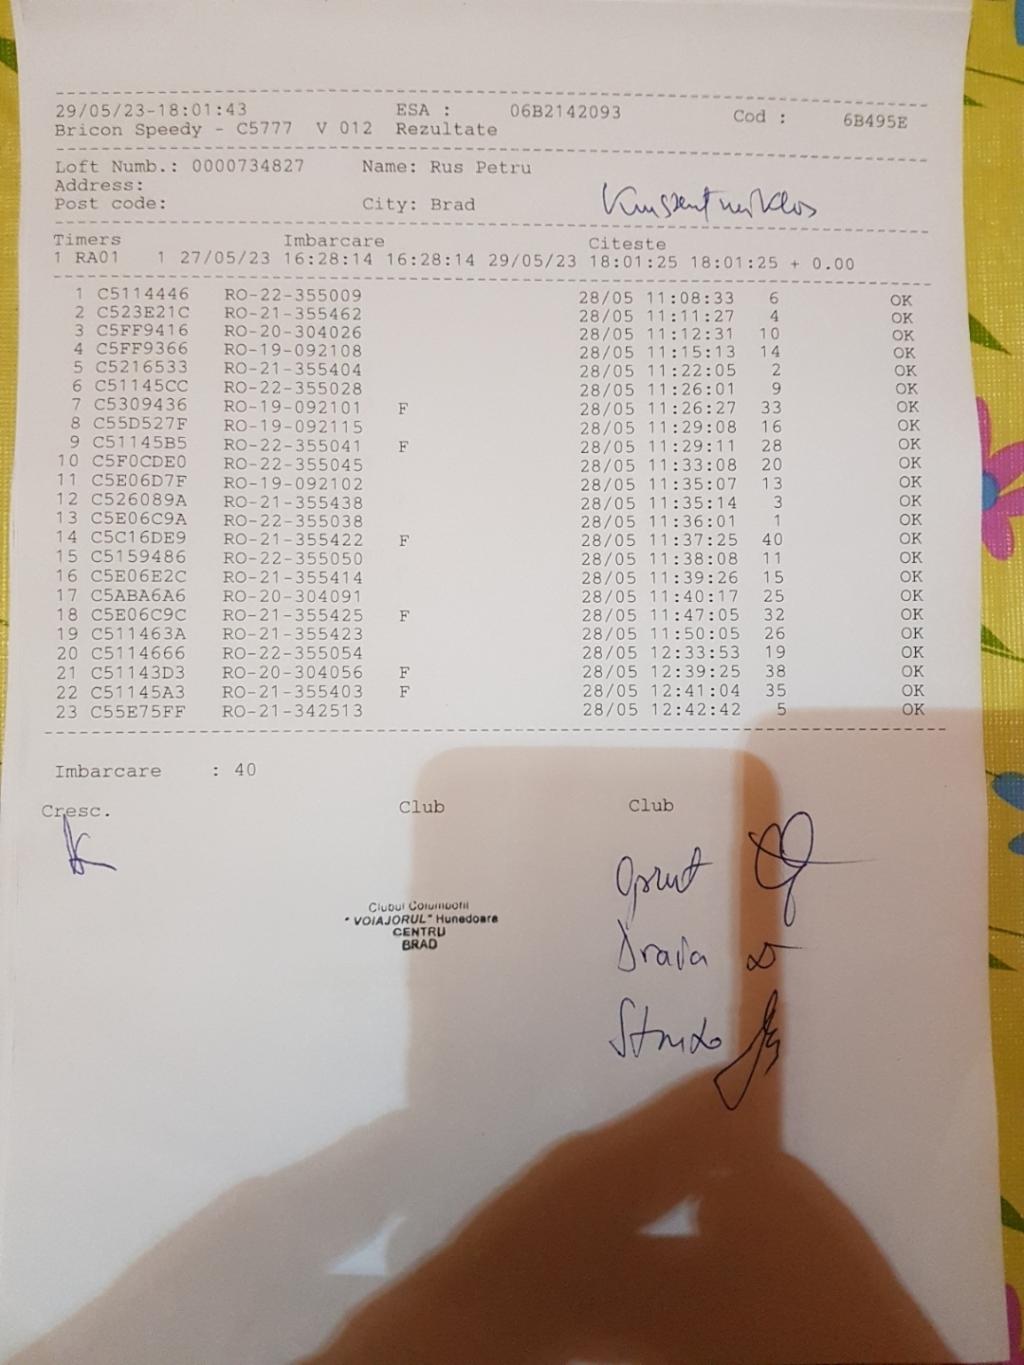 29/05/23-18:01:43 ESA : 06B2142093 Cod : 6B495E
Bricon Speedy - C5777 V 012 Rezultate
Loft Numb.: 0000734827 Name: Rus Petru
Address:
Post code: City: Brad
Timers Imbarcare Citeste
1 RA01 1 27/05/23 16:28:14 16:28:14 29/05/23 18:01:25 18:01:25 + 0.00
1 C5114446 RO-22-355009 28/05 11:08:33 6 OK
2 C523E21C RO-21-355462 28/05 11:11:27 4 OK
3 C5FF9416 RO-20-304026 28/05 11:12:31 10 OK
4 C5FF9366 RO-19-092108 28/05 11:15:13 14 OK
5 C5216533 RO-21-355404 28/05 11:22:05 2 OK
6 C51145CC RO-22-355028 28/05 11:26:01 9 OK
7 C5309436 RO-19-092101 F 28/05 11:26:27 33 OK
8 C55D527F RO-19-092115 28/05 11:29:08 16 OK
9 C51145B5 RO-22-355041 F 28/05 11:29:11 28 OK
10 C5F0CDE0 RO-22-355045 28/05 11:33:08 20 OK
11 C5E06D7F RO-19-092102 28/05 11:35:07 13 OK
12 C526089A RO-21-355438 28/05 11:35:14 3 OK
13 C5E06C9A RO-22-355038 28/05 11:36:01 1 OK
14 C5C16DE9 RO-21-355422 F 28/05 11:37:25 40 OK
15 C5159486 RO-22-355050 28/05 11:38:08 11 OK
16 C5E06E2C RO-21-355414 28/05 11:39:26 15 OK
17 C5ABA6A6 RO-20-304091 28/05 11:40:17 25 OK
18 C5E06C9C RO-21-355425 F 28/05 11:47:05 32 OK
19 C511463A RO-21-355423 28/05 11:50:05 26 OK
20 C5114666 RO-22-355054 28/05 12:33:53 19 OK
21 C51143D3 RO-20-304056 F 28/05 12:39:25 38 OK
22 C51145A3 RO-21-355403 F 28/05 12:41:04 35 OK
23 C55E75FF RO-21-342513 28/05 12:42:42 5 OK
Imbarcare : 40
Cresc. Club Club
Clubul Columbofil
"VOIAJORUL" Hunedoara
CENTRU
BRAD